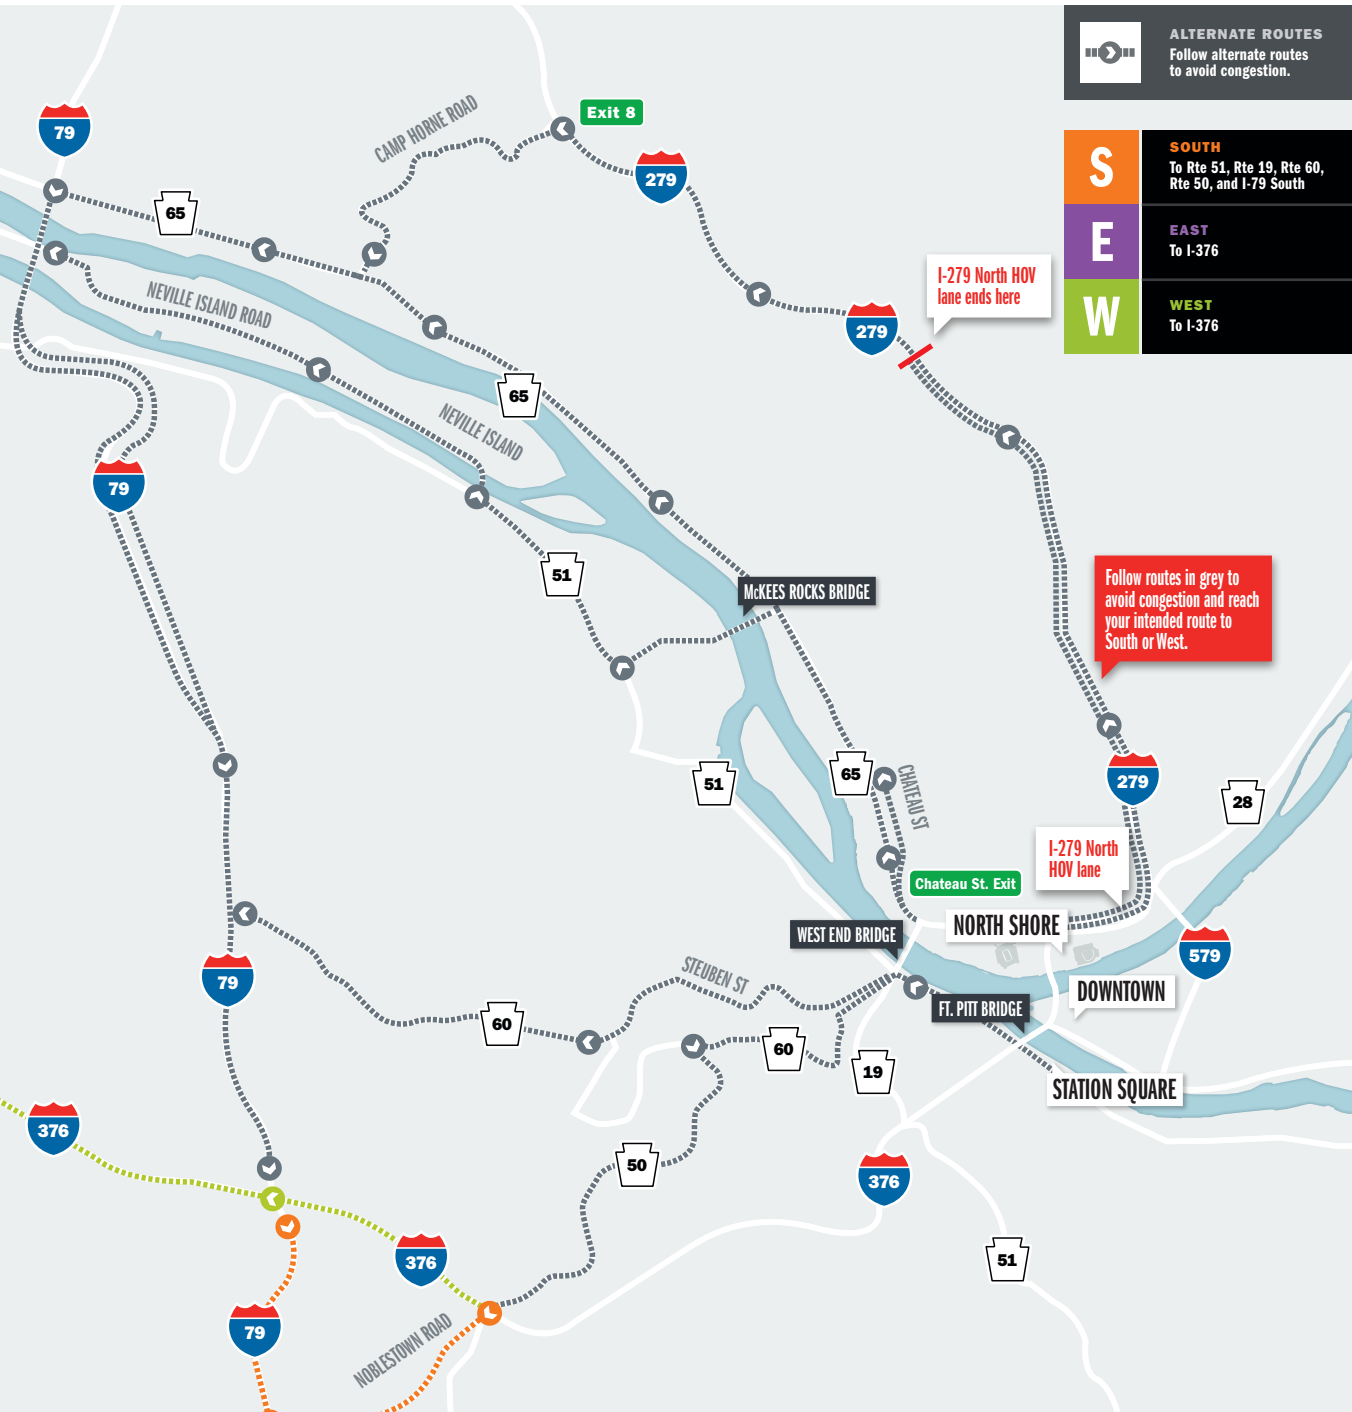 ALTERNATE ROUTES
Follow alternate routes
to avoid congestion.
S
SOUTH
To Rte 51, Rte 19, Rte 60,
Rte 50, and I-79 South
E
EAST
To I-376
W
WEST
To I-376
79
CAMP HORNE ROAD
Exit 8
279
65
I-279 North HOV
lane ends here
279
NEVILLE ISLAND ROAD
65
NEVILLE ISLAND
79
51
McKEES ROCKS BRIDGE
Follow routes in grey to
avoid congestion and reach
your intended route to
South or West.
51
65
CHATEAU ST
279
28
I-279 North
HOV lane
Chateau St. Exit
NORTH SHORE
WEST END BRIDGE
579
79
STEUBEN ST
DOWNTOWN
FT. PITT BRIDGE
60
60
19
STATION SQUARE
376
50
376
376
51
79
NOBLESTOWN ROAD